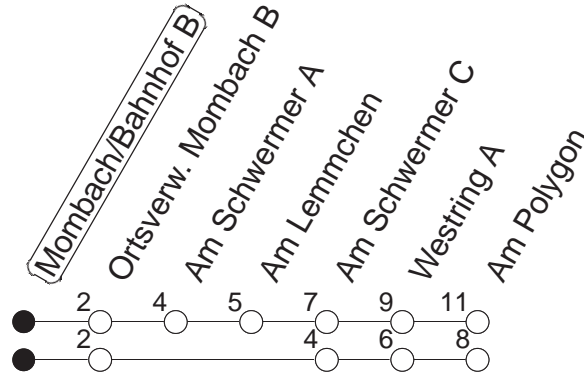 Mombach/Bahnhof B
Ortsverw. Mombach B
Am Schwermer A
Am Lemmchen
Am Schwermer C
Westring A
Am Polygon
2 4 5 7 9 11
2 4 6 8